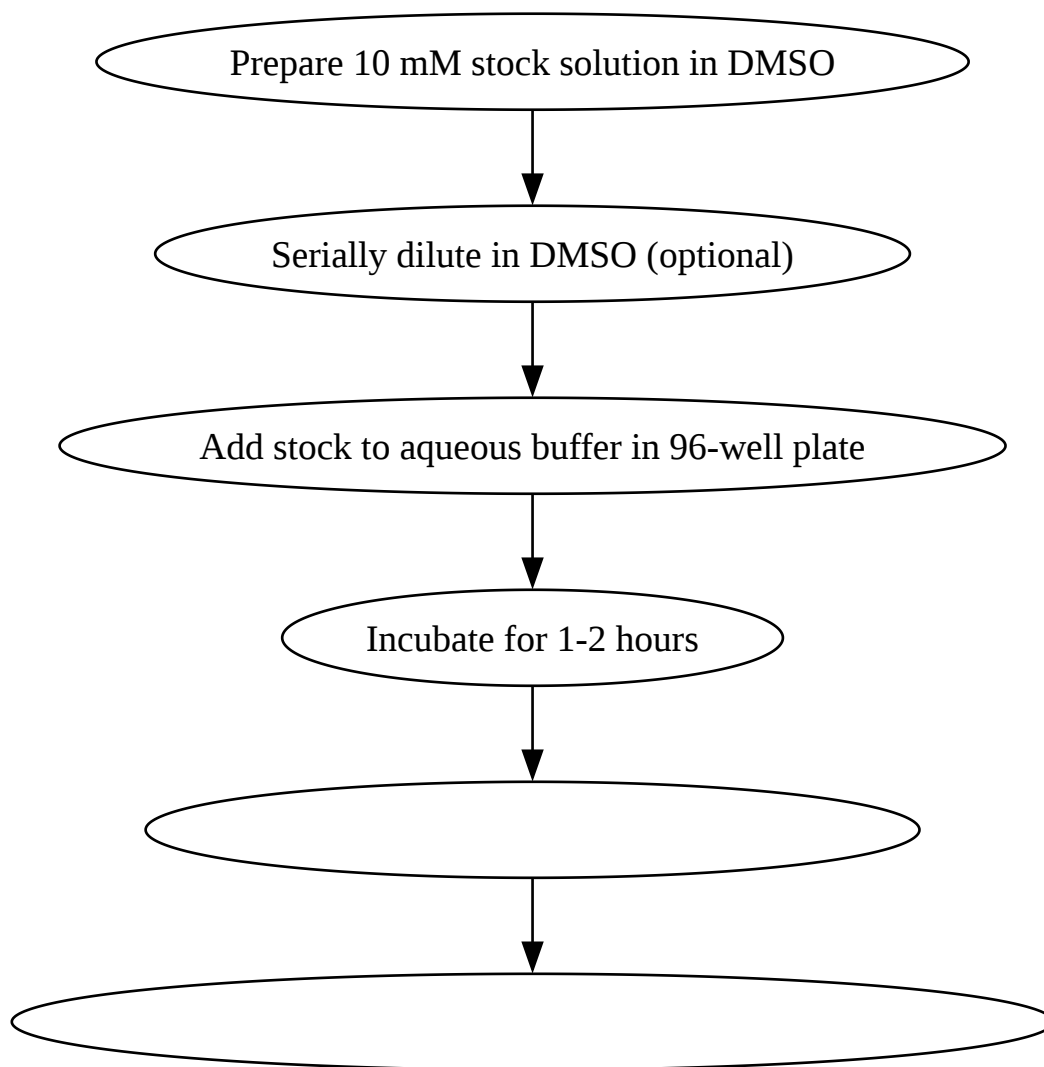 Prepare 10 mM stock solution in DMSO
Serially dilute in DMSO (optional)
Add stock to aqueous buffer in 96-well plate
Incubate for 1-2 hours